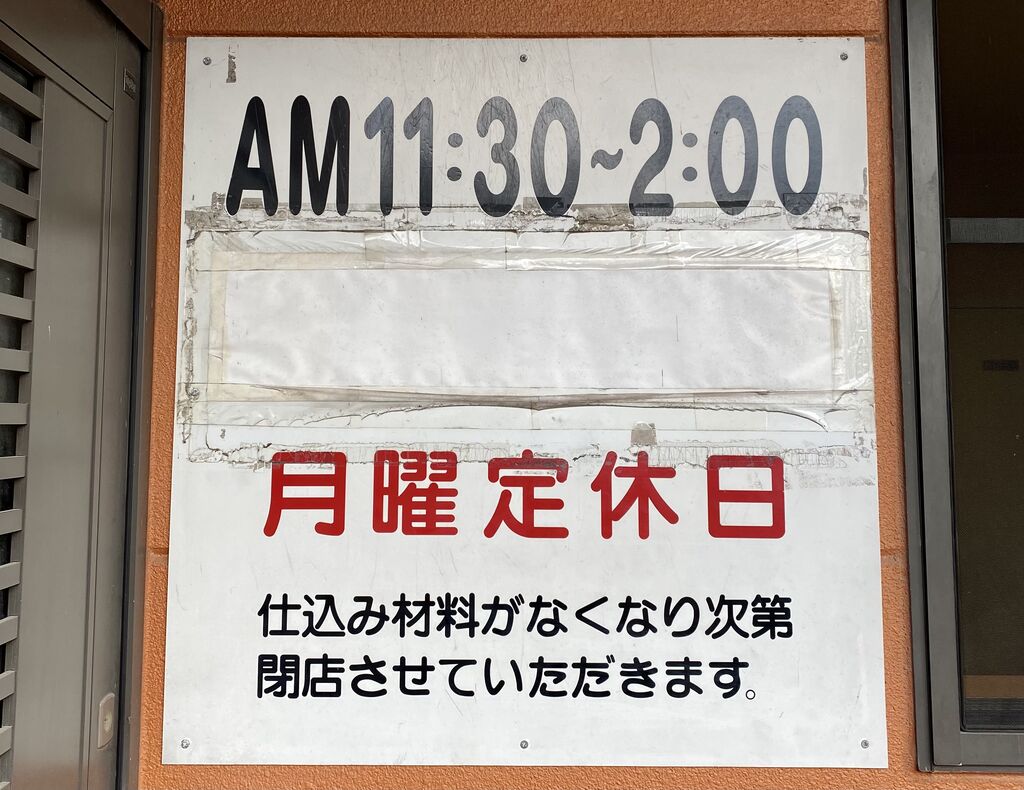 AM11:30~2:00
月曜定休日
仕込み材料がなくなり次第
閉店させていただきます。